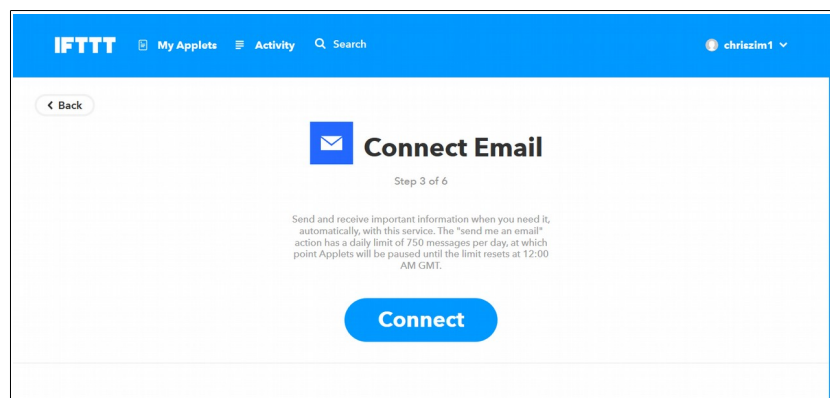 IFTTT My Applets Activity Search chriszim1
Back
Connect Email
Step 3 of 6
Send and receive important information when you need it,
automatically, with this service. The "send me an email"
action has a daily limit of 750 messages per day, at which
point Applets will be paused until the limit resets at 12:00
AM GMT.
Connect